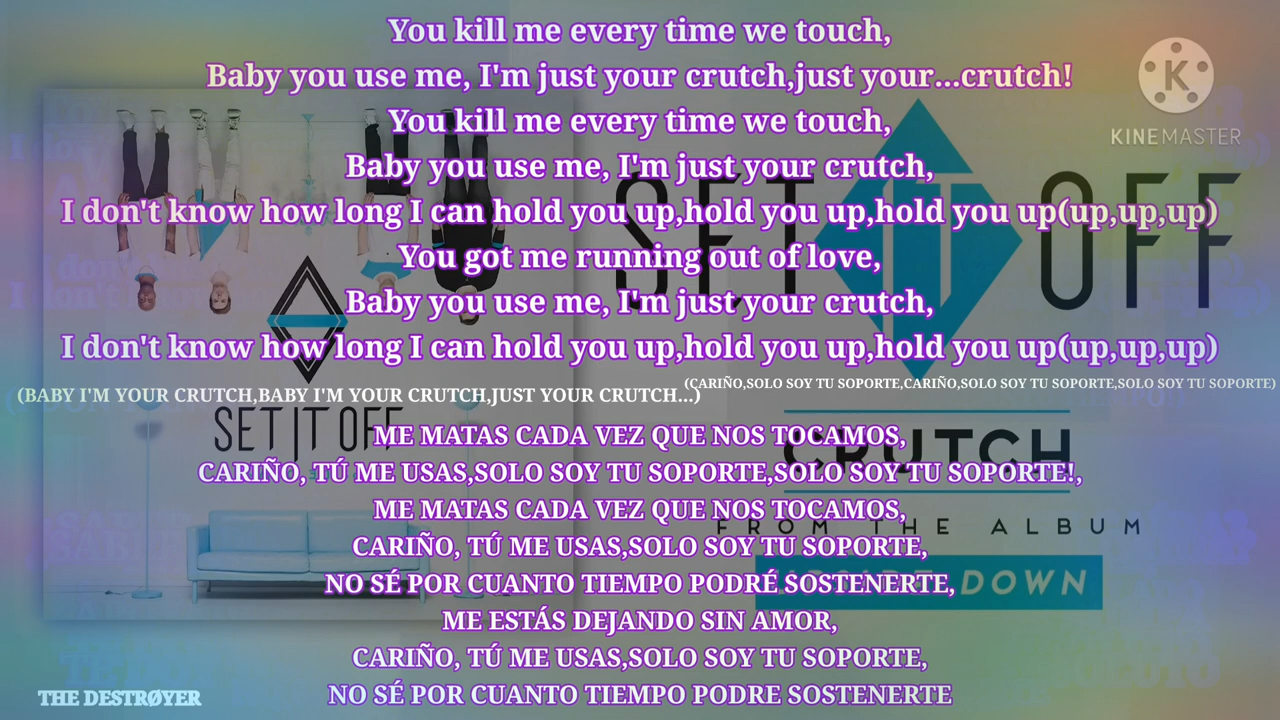 You kill me every time we touch,
Baby you use me, I'm just your crutch,just your...crutch!
You kill me every time we touch,
Baby you use me, I'm just your crutch,
I don't know how long I can hold you up,hold you up,hold you up(up,up,up)
You got me running out of love,
Baby you use me, I'm just your crutch,
I don't know how long I can hold you up,hold you up,hold you up(up,up,up)
(BABY I'M YOUR CRUTCH,BABY I'M YOUR CRUTCH,JUST YOUR CRUTCH...)
(CARIÑO,SOLO SOY TU SOPORTE,CARIÑO,SOLO SOY TU SOPORTE,SOLO SOY TU SOPORTE)
ME MATAS CADA VEZ QUE NOS TOCAMOS,
CARIÑO, TÚ ME USAS,SOLO SOY TU SOPORTE,SOLO SOY TU SOPORTE!,
ME MATAS CADA VEZ QUE NOS TOCAMOS,
CARIÑO, TÚ ME USAS,SOLO SOY TU SOPORTE,
NO SÉ POR CUANTO TIEMPO PODRÉ SOSTENERTE,
ME ESTÁS DEJANDO SIN AMOR,
CARIÑO, TÚ ME USAS,SOLO SOY TU SOPORTE,
NO SÉ POR CUANTO TIEMPO PODRE SOSTENERTE
THE DESTRØYER
K
KINEMASTER
SET IT OFF
SET IT OFF
CRUTCH
FROM THE ALBUM
DOWN